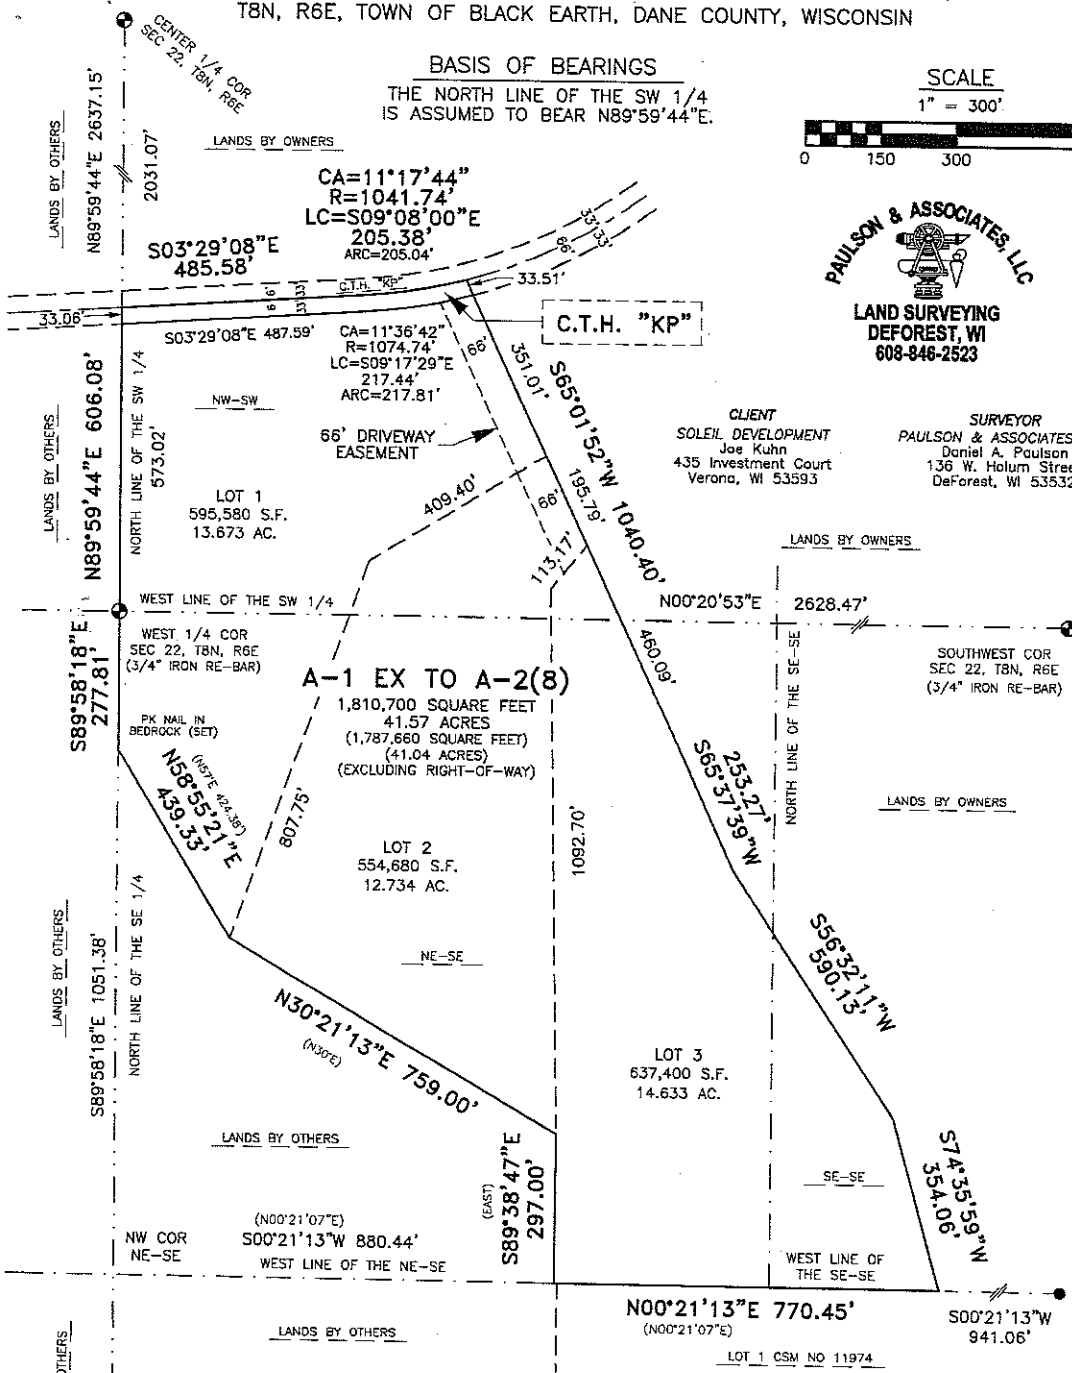 T8N, R6E, TOWN OF BLACK EARTH, DANE COUNTY, WISCONSIN
CENTER 1/4 COR
SEC 22, T8N, R6E
BASIS OF BEARINGS
THE NORTH LINE OF THE SW 1/4
IS ASSUMED TO BEAR N89°59'44"E.
SCALE
1" = 300'
0 150 300
LANDS BY OTHERS
N89°59'44"E 2637.15'
2031.07'
LANDS BY OWNERS
CA=11°17'44"
R=1041.74'
LC=S09°08'00"E
205.38'
ARC=205.04'
S03°29'08"E
485.58'
33' 33'
66'
PAULSON & ASSOCIATES, LLC
LAND SURVEYING
DEFOREST, WI
608-846-2523
C.T.H. "KP"
33.51'
33.06'
66'
33' 33'
C.T.H. "KP"
S03°29'08"E 487.59'
CA=11°36'42"
R=1074.74'
LC=S09°17'29"E
217.44'
ARC=217.81'
66'
351.01'
S65°01'52"W 1040.40'
NW-SW
66' DRIVEWAY
EASEMENT
CLIENT
SOLEIL DEVELOPMENT
Joe Kuhn
435 Investment Court
Verona, WI 53593
SURVEYOR
PAULSON & ASSOCIATES
Daniel A. Paulson
136 W. Holum Stree
DeForest, WI 53532
LANDS BY OTHERS
N89°59'44"E 606.08'
NORTH LINE OF THE SW 1/4
573.02'
LOT 1
595,580 S.F.
13.673 AC.
409.40'
66'
195.79'
113.17'
LANDS BY OWNERS
WEST LINE OF THE SW 1/4
N00°20'53"E 2628.47'
WEST 1/4 COR
SEC 22, T8N, R6E
(3/4" IRON RE-BAR)
SOUTHWEST COR
SEC 22, T8N, R6E
(3/4" IRON RE-BAR)
S89°58'18"E
277.81'
460.09'
NORTH LINE OF THE SE-SE
A-1 EX TO A-2(8)
1,810,700 SQUARE FEET
41.57 ACRES
(1,787,660 SQUARE FEET)
(41.04 ACRES)
(EXCLUDING RIGHT-OF-WAY)
PK NAIL IN
BEDROCK (SET)
(N57°E 424.38')
N58°55'21"E
439.33'
807.75'
1092.70'
253.27'
S65°37'39"W
LANDS BY OWNERS
LOT 2
554,680 S.F.
12.734 AC.
LANDS BY OTHERS
S89°58'18"E 1051.38'
NORTH LINE OF THE SE 1/4
NE-SE
S56°32'11"W
590.13'
N30°21'13"E 759.00'
(N30°E)
LOT 3
637,400 S.F.
14.633 AC.
LANDS BY OTHERS
(EAST)
S89°38'47"E
297.00'
SE-SE
S74°35'59"W
354.06'
NW COR
NE-SE
(N00°21'07"E)
S00°21'13"W 880.44'
WEST LINE OF THE NE-SE
WEST LINE OF
THE SE-SE
N00°21'13"E 770.45'
(N00°21'07"E)
S00°21'13"W
941.06'
LANDS BY OTHERS
OTHERS
LOT 1 CSM NO 11974